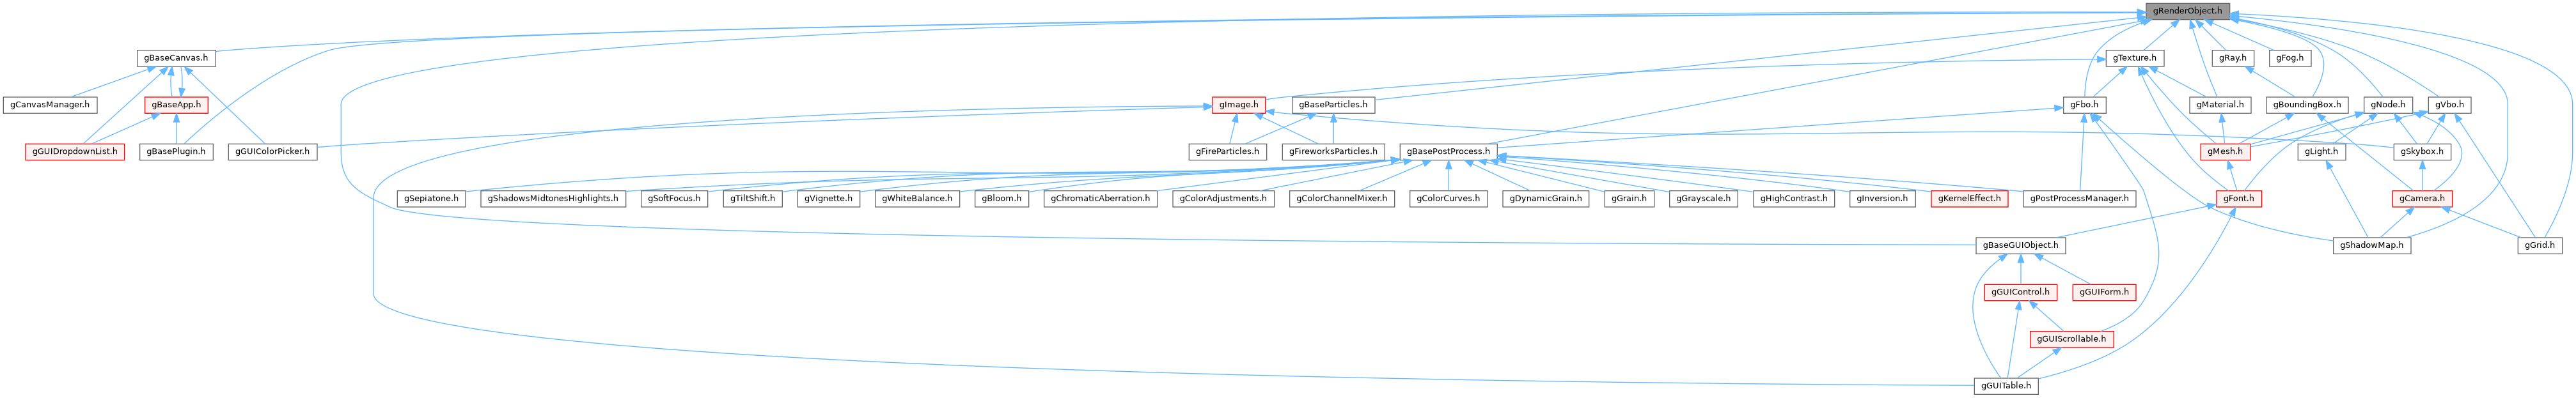 gRenderObject.h
gBaseCanvas.h
gTexture.h
gRay.h
gFog.h
gCanvasManager.h
gBaseApp.h
gImage.h
gBaseParticles.h
gFbo.h
gMaterial.h
gBoundingBox.h
gNode.h
gVbo.h
gGUIDropdownList.h
gBasePlugin.h
gGUIColorPicker.h
gFireParticles.h
gFireworksParticles.h
gBasePostProcess.h
gMesh.h
gLight.h
gSkybox.h
gSepiatone.h
gShadowsMidtonesHighlights.h
gSoftFocus.h
gTiltShift.h
gVignette.h
gWhiteBalance.h
gBloom.h
gChromaticAberration.h
gColorAdjustments.h
gColorChannelMixer.h
gColorCurves.h
gDynamicGrain.h
gGrain.h
gGrayscale.h
gHighContrast.h
gInversion.h
gKernelEffect.h
gPostProcessManager.h
gFont.h
gCamera.h
gBaseGUIObject.h
gShadowMap.h
gGrid.h
gGUIControl.h
gGUIForm.h
gGUIScrollable.h
gGUITable.h